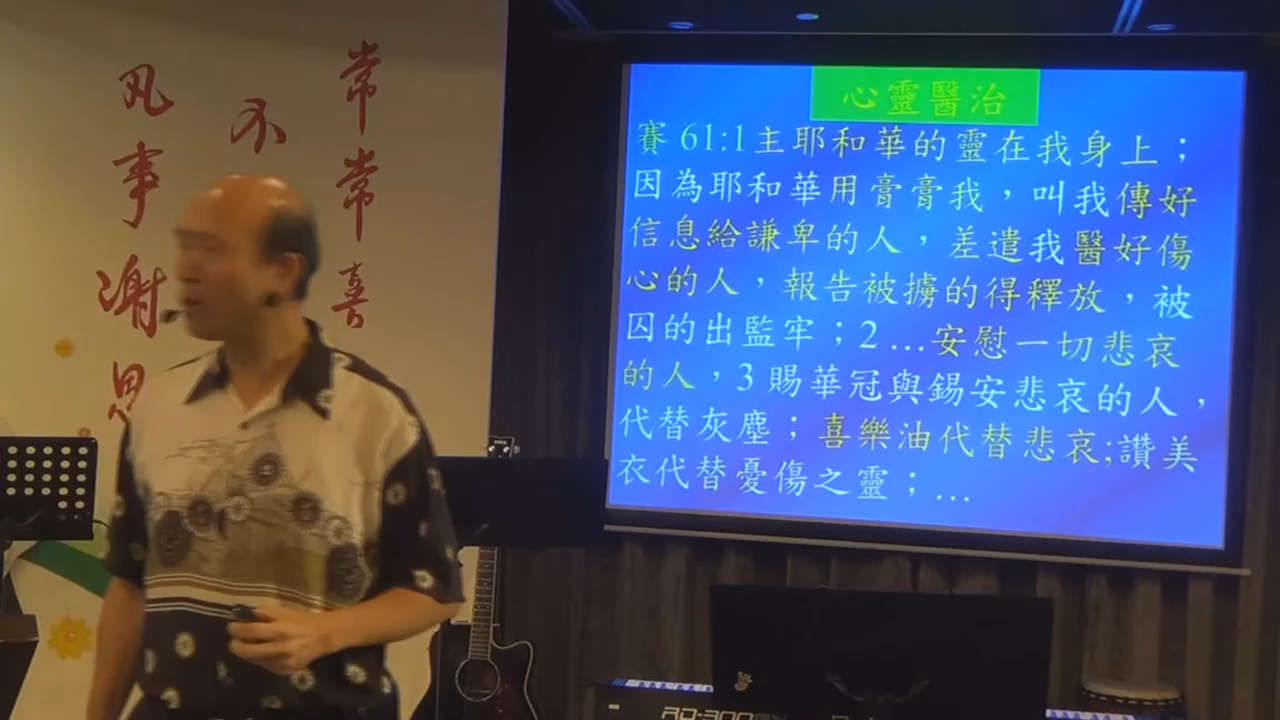 常常喜
不
凡事謝恩
心靈醫治
賽 61:1主耶和華的靈在我身上；
因為耶和華用膏膏我，叫我傳好
信息給謙卑的人，差遣我醫好傷
心的人，報告被擄的得釋放，被
囚的出監牢；2 …安慰一切悲哀
的人，3 賜華冠與錫安悲哀的人，
代替灰塵；喜樂油代替悲哀;讚美
衣代替憂傷之靈；…